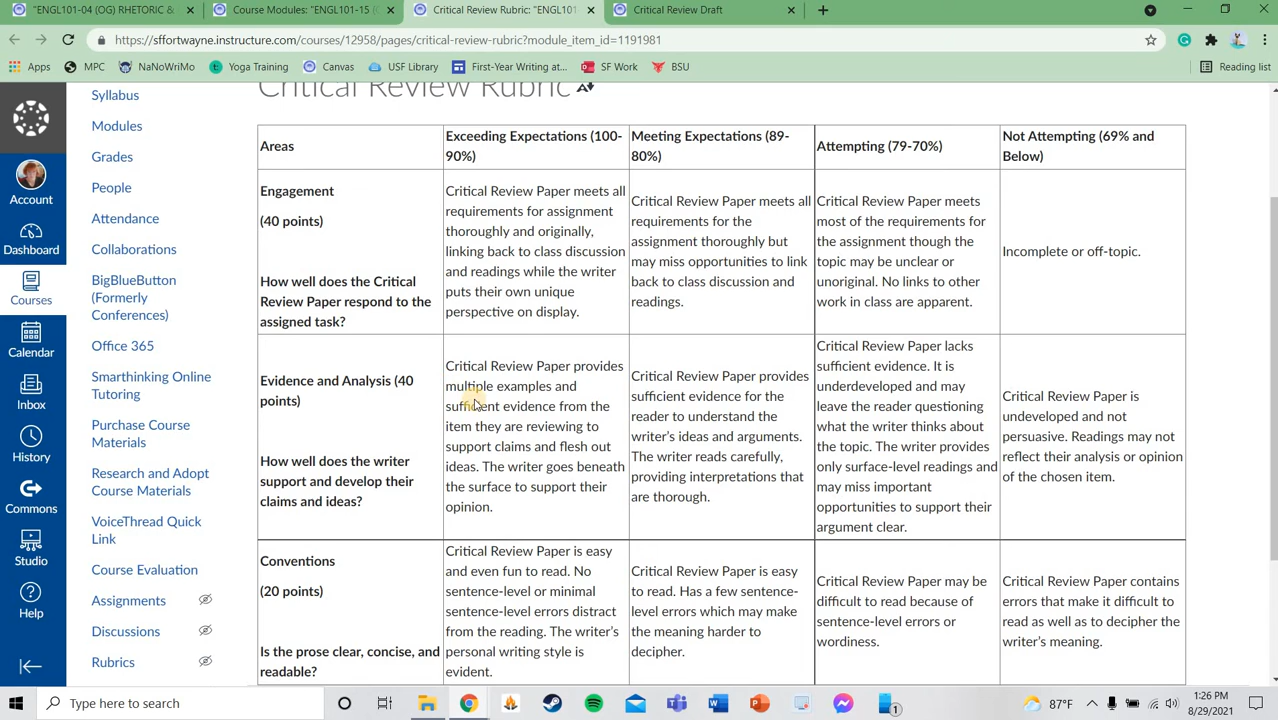 "ENGL101-04 (OG) RHETORIC &
Course Modules: "ENGL101-15 (
Critical Review Rubric: "ENGL101
Critical Review Draft
https://sffortwayne.instructure.com/courses/12958/pages/critical-review-rubric?module_item_id=1191981
Apps
MPC
NaNoWriMo
Yoga Training
Canvas
USF Library
First-Year Writing at...
SF Work
BSU
Reading list
Account
Dashboard
Courses
Calendar
Inbox
History
Commons
Studio
Help
Syllabus
Modules
Grades
People
Attendance
Collaborations
BigBlueButton
(Formerly
Conferences)
Office 365
Smarthinking Online
Tutoring
Purchase Course
Materials
Research and Adopt
Course Materials
VoiceThread Quick
Link
Course Evaluation
Assignments
Discussions
Rubrics
Critical Review Rubric
Areas
Exceeding Expectations (100-
90%)
Meeting Expectations (89-
80%)
Attempting (79-70%)
Not Attempting (69% and
Below)
Engagement
(40 points)
How well does the Critical
Review Paper respond to the
assigned task?
Critical Review Paper meets all
requirements for assignment
thoroughly and originally,
linking back to class discussion
and readings while the writer
puts their own unique
perspective on display.
Critical Review Paper meets all
requirements for the
assignment thoroughly but
may miss opportunities to link
back to class discussion and
readings.
Critical Review Paper meets
most of the requirements for
the assignment though the
topic may be unclear or
unoriginal. No links to other
work in class are apparent.
Incomplete or off-topic.
Evidence and Analysis (40
points)
How well does the writer
support and develop their
claims and ideas?
Critical Review Paper provides
multiple examples and
sufficient evidence from the
item they are reviewing to
support claims and flesh out
ideas. The writer goes beneath
the surface to support their
opinion.
Critical Review Paper provides
sufficient evidence for the
reader to understand the
writer's ideas and arguments.
The writer reads carefully,
providing interpretations that
are thorough.
Critical Review Paper lacks
sufficient evidence. It is
underdeveloped and may
leave the reader questioning
what the writer thinks about
the topic. The writer provides
only surface-level readings and
may miss important
opportunities to support their
argument clear.
Critical Review Paper is
undeveloped and not
persuasive. Readings may not
reflect their analysis or opinion
of the chosen item.
Conventions
(20 points)
Is the prose clear, concise, and
readable?
Critical Review Paper is easy
and even fun to read. No
sentence-level or minimal
sentence-level errors distract
from the reading. The writer's
personal writing style is
evident.
Critical Review Paper is easy
to read. Has a few sentence-
level errors which may make
the meaning harder to
decipher.
Critical Review Paper may be
difficult to read because of
sentence-level errors or
wordiness.
Critical Review Paper contains
errors that make it difficult to
read as well as to decipher the
writer's meaning.
Type here to search
1
87°F
1:26 PM
8/29/2021